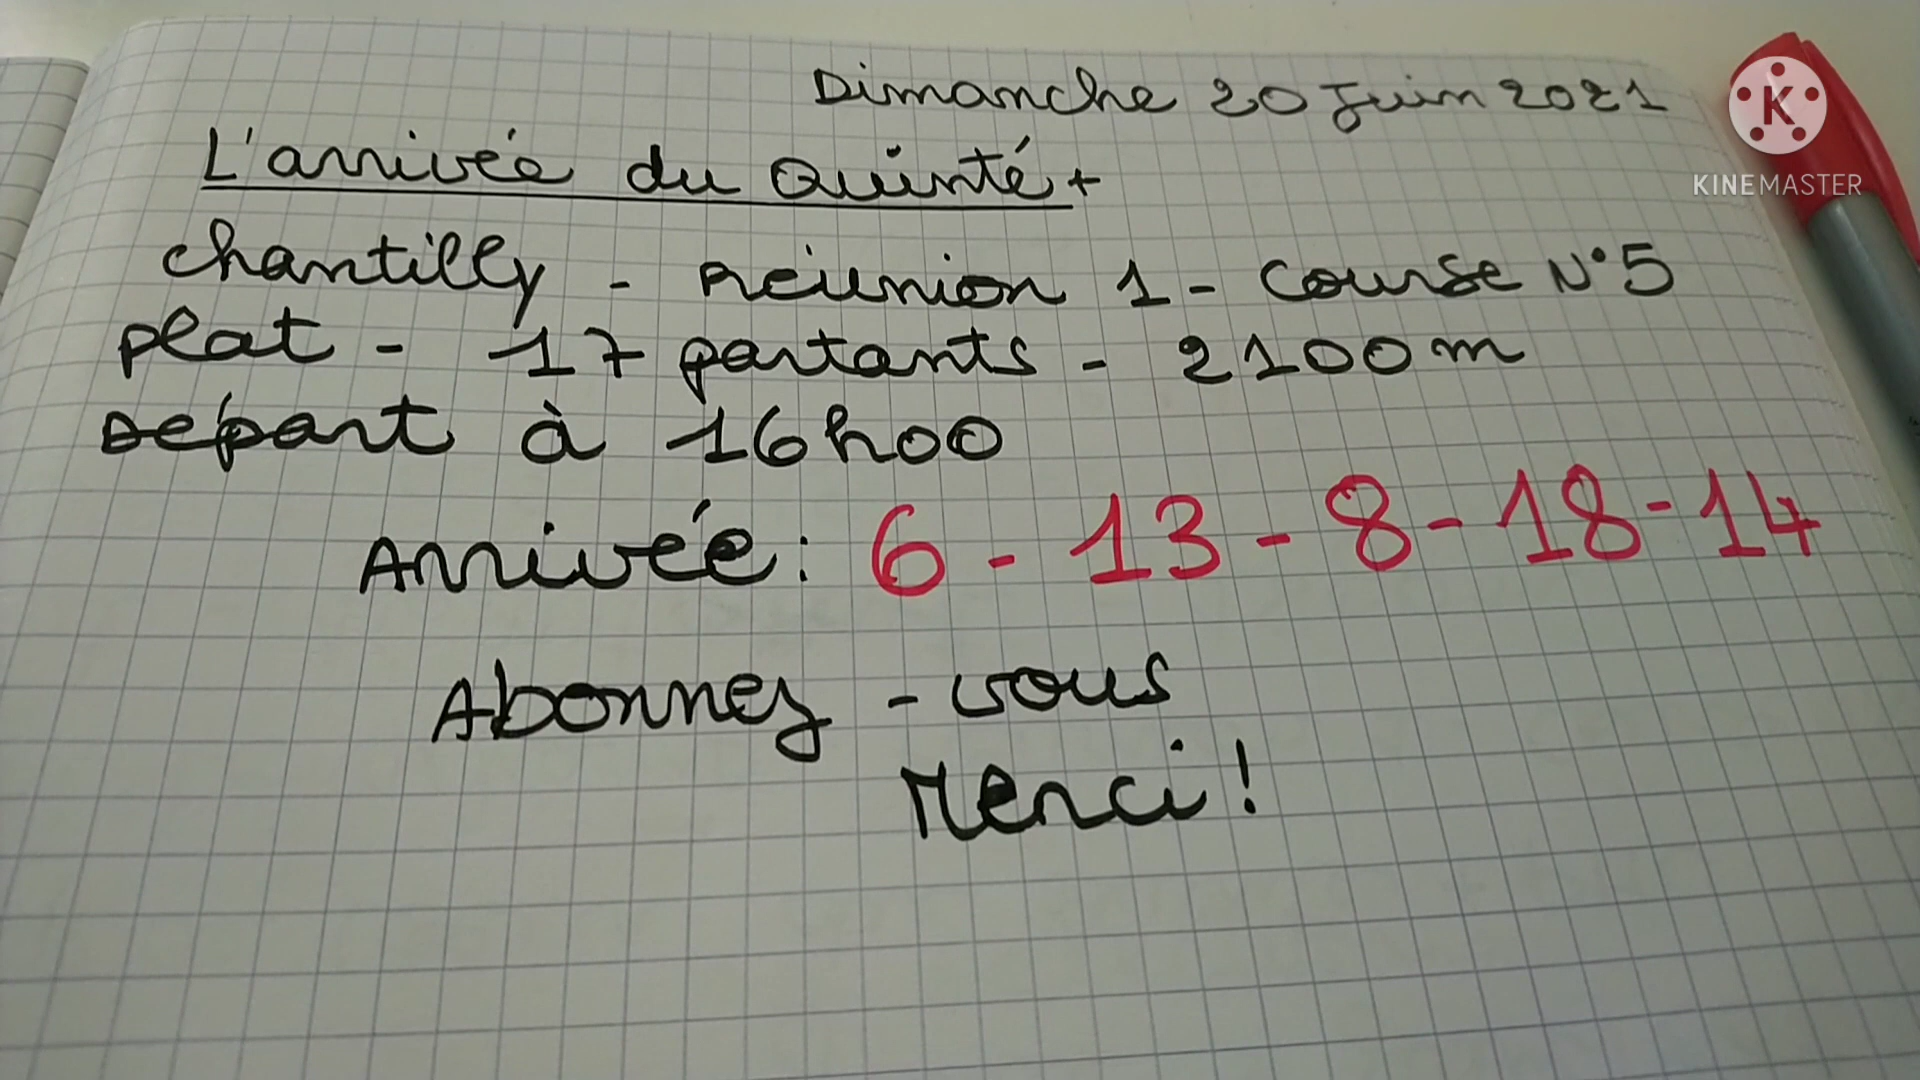 Dimanche 20 Juin 2021
L'arrivée du Quinté+
Chantilly - Réunion 1 - Course N°5
plat - 17 partants - 2100m
Départ à 16h00
Arrivée : 6 - 13 - 8 - 18 - 14
Abonnez - vous
Merci !
K
KINEMASTER